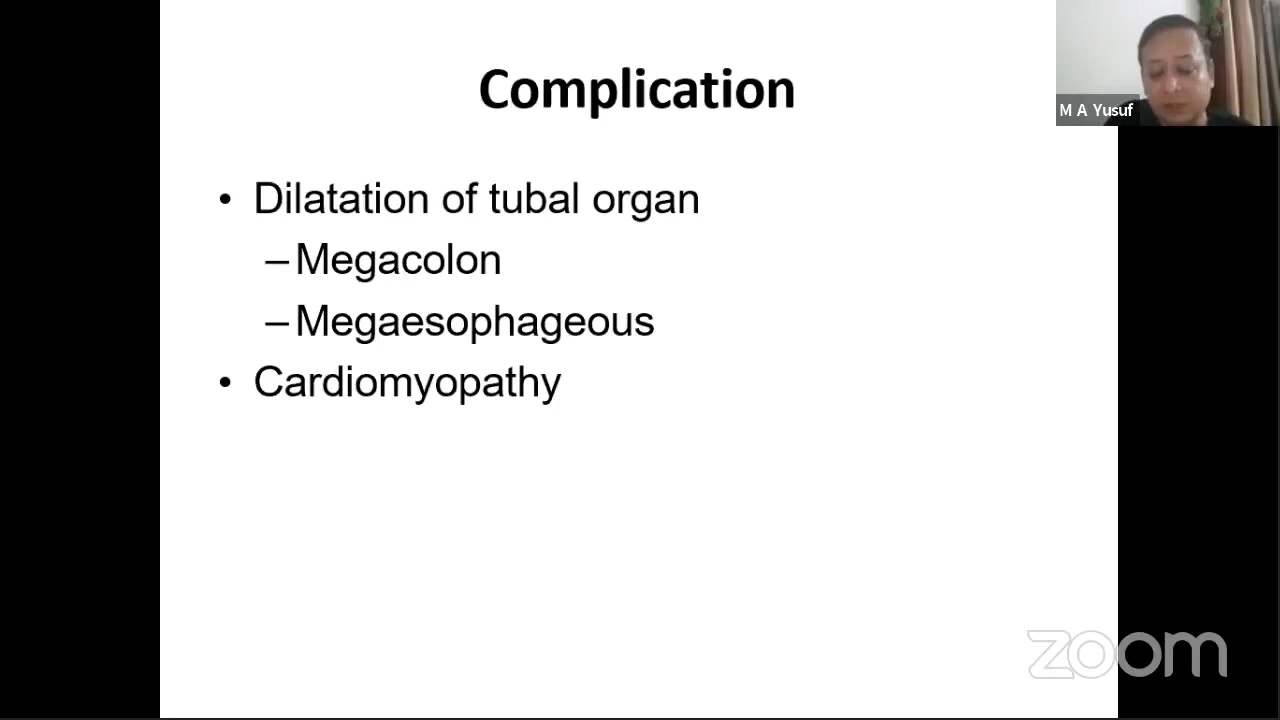 Complication
M A Yusuf
• Dilatation of tubal organ
– Megacolon
– Megaesophageous
• Cardiomyopathy
zoom